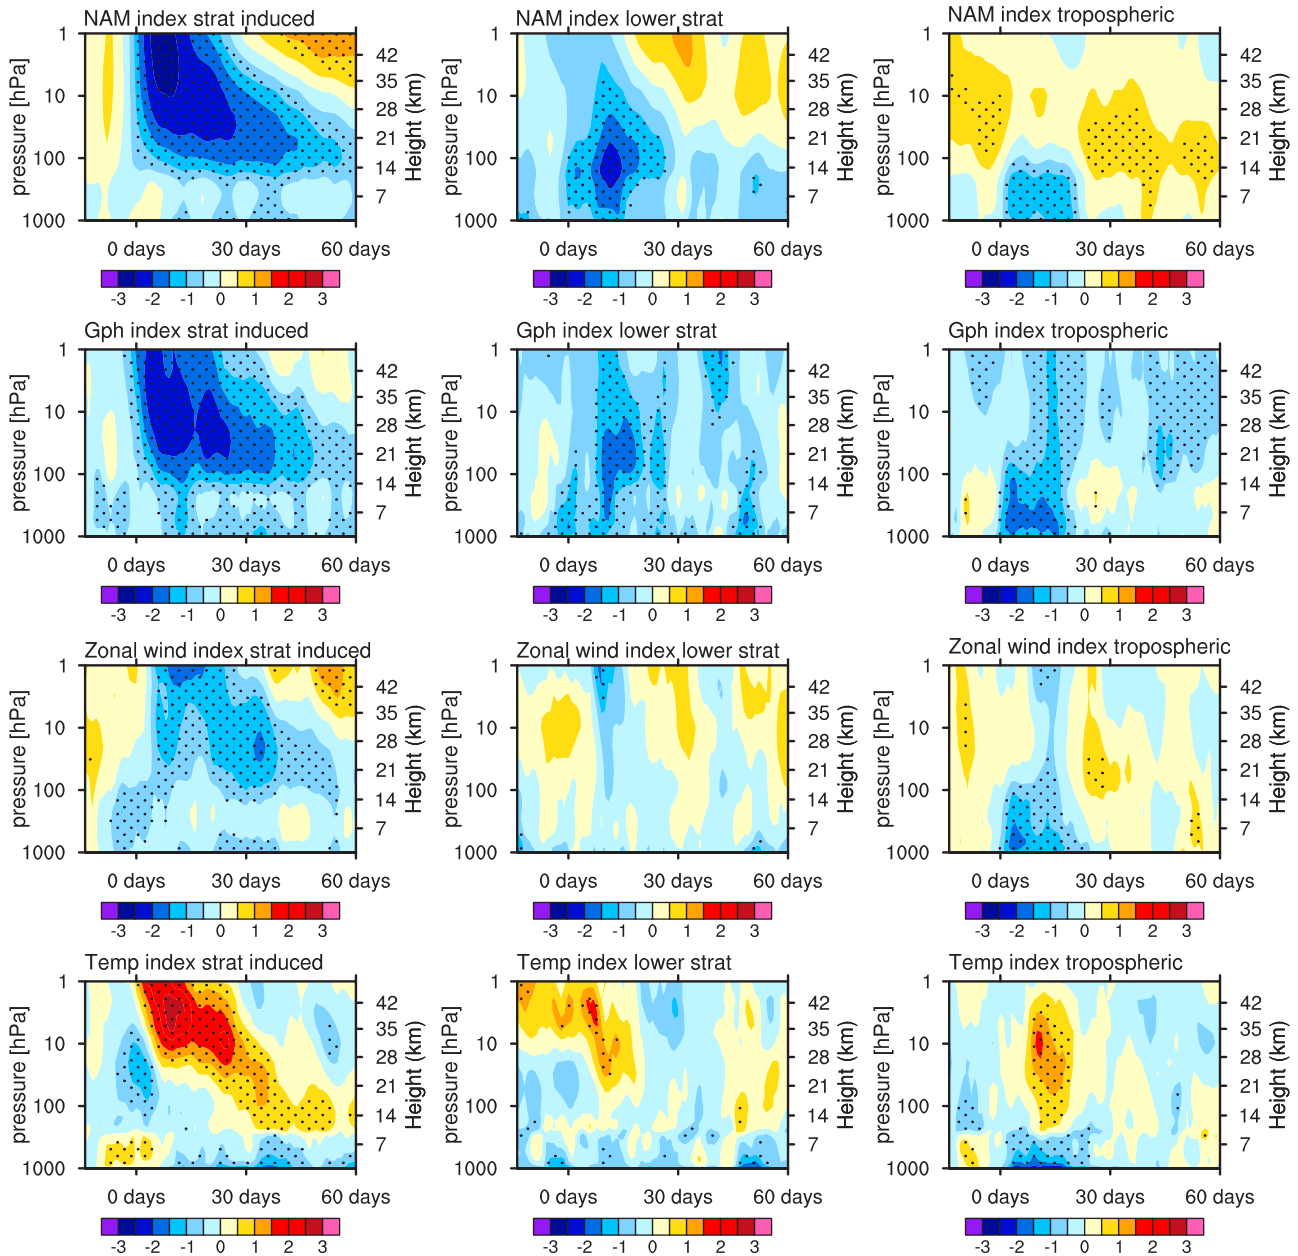 NAM index strat induced
NAM index lower strat
NAM index tropospheric
1
10
100
1000
pressure [hPa]
42
35
28
21
14
7
Height (km)
0 days 30 days 60 days
-3 -2 -1 0 1 2 3
1
10
100
1000
pressure [hPa]
42
35
28
21
14
7
Height (km)
0 days 30 days 60 days
-3 -2 -1 0 1 2 3
1
10
100
1000
pressure [hPa]
42
35
28
21
14
7
Height (km)
0 days 30 days 60 days
-3 -2 -1 0 1 2 3
Gph index strat induced
Gph index lower strat
Gph index tropospheric
1
10
100
1000
pressure [hPa]
42
35
28
21
14
7
Height (km)
0 days 30 days 60 days
-3 -2 -1 0 1 2 3
1
10
100
1000
pressure [hPa]
42
35
28
21
14
7
Height (km)
0 days 30 days 60 days
-3 -2 -1 0 1 2 3
1
10
100
1000
pressure [hPa]
42
35
28
21
14
7
Height (km)
0 days 30 days 60 days
-3 -2 -1 0 1 2 3
Zonal wind index strat induced
Zonal wind index lower strat
Zonal wind index tropospheric
1
10
100
1000
pressure [hPa]
42
35
28
21
14
7
Height (km)
0 days 30 days 60 days
-3 -2 -1 0 1 2 3
1
10
100
1000
pressure [hPa]
42
35
28
21
14
7
Height (km)
0 days 30 days 60 days
-3 -2 -1 0 1 2 3
1
10
100
1000
pressure [hPa]
42
35
28
21
14
7
Height (km)
0 days 30 days 60 days
-3 -2 -1 0 1 2 3
Temp index strat induced
Temp index lower strat
Temp index tropospheric
1
10
100
1000
pressure [hPa]
42
35
28
21
14
7
Height (km)
0 days 30 days 60 days
-3 -2 -1 0 1 2 3
1
10
100
1000
pressure [hPa]
42
35
28
21
14
7
Height (km)
0 days 30 days 60 days
-3 -2 -1 0 1 2 3
1
10
100
1000
pressure [hPa]
42
35
28
21
14
7
Height (km)
0 days 30 days 60 days
-3 -2 -1 0 1 2 3